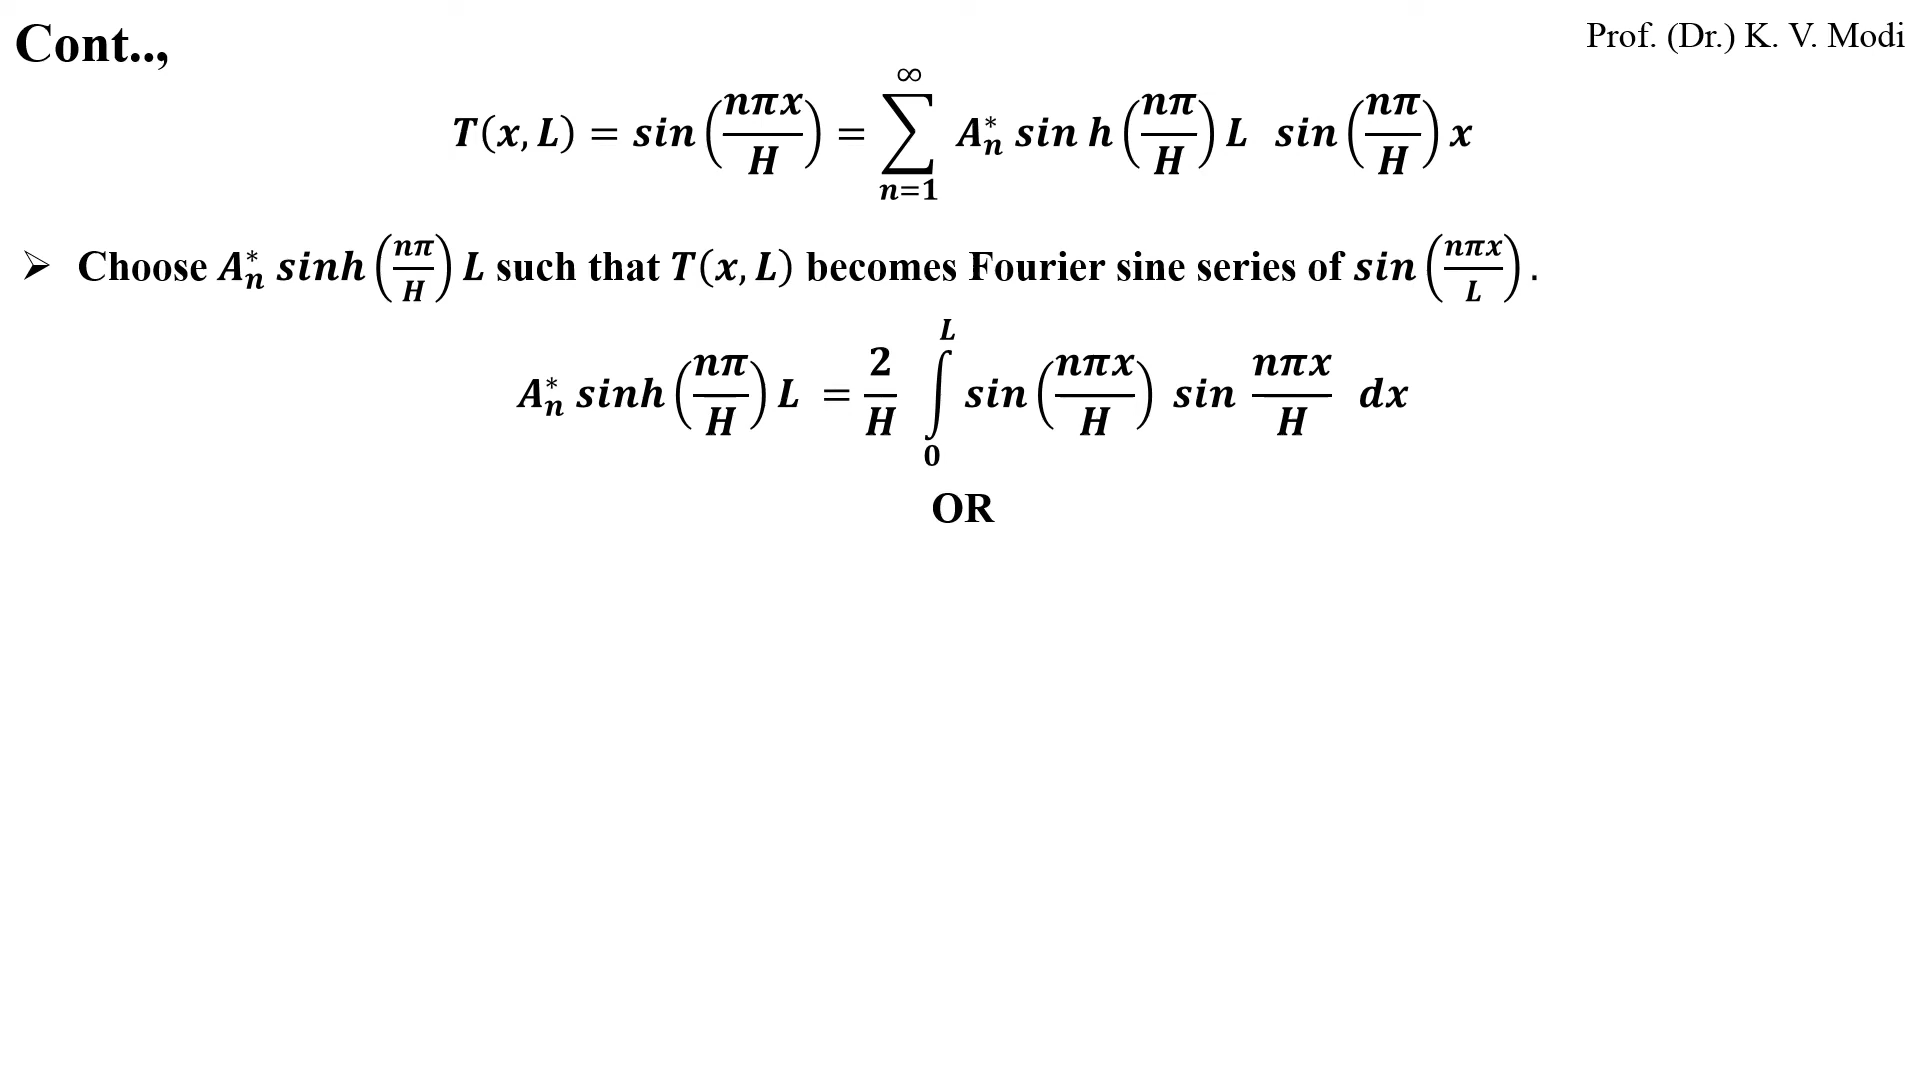 Cont..,
Prof. (Dr.) K. V. Modi
T(x, L) = sin (nπx/H) = ∑_{n=1}^{∞} A_n^* sin h (nπ/H) L sin (nπ/H) x
➢ Choose A_n^* sinh (nπ/H) L such that T(x, L) becomes Fourier sine series of sin (nπx/L) .
A_n^* sinh (nπ/H) L = 2/H ∫_0^L sin (nπx/H) sin nπx/H dx
OR